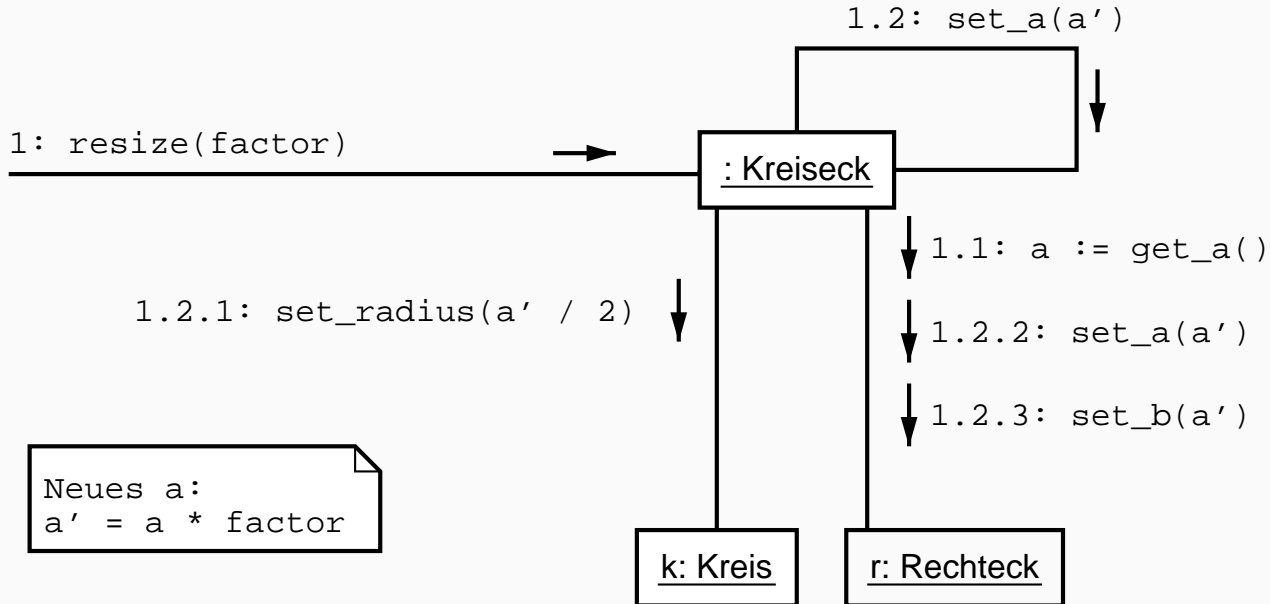 1.2: set_a(a′)
1: resize(factor)
: Kreiseck
1.1: a := get_a()
1.2.1: set_radius(a′ / 2)
1.2.2: set_a(a′)
1.2.3: set_b(a′)
Neues a:
a′ = a * factor
k: Kreis
r: Rechteck